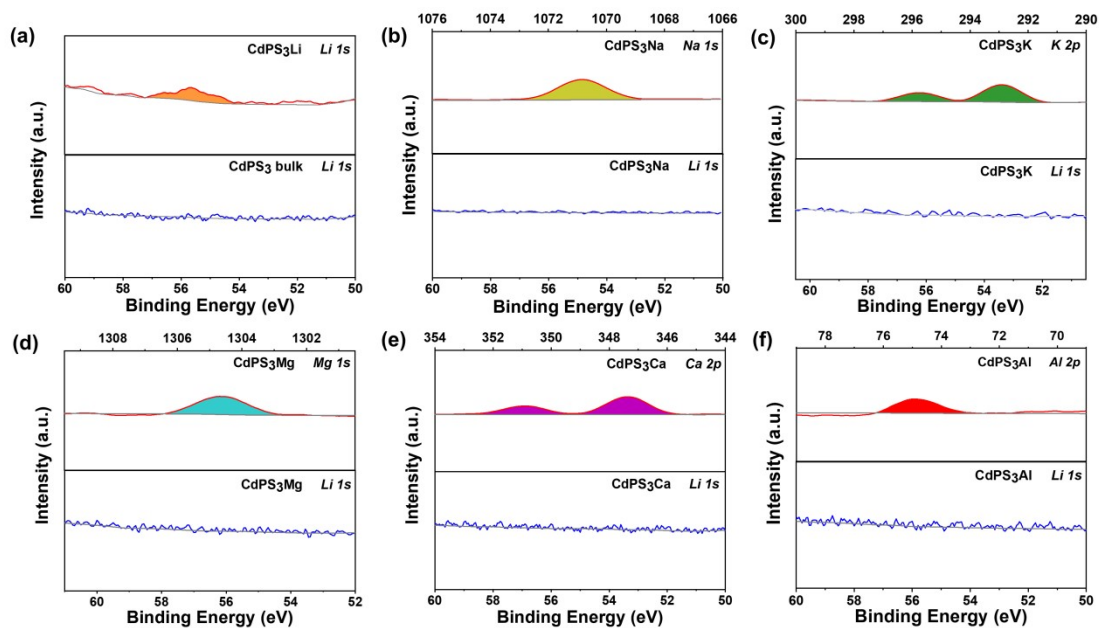 (a)
CdPS3Li Li 1s
CdPS3 bulk Li 1s
Intensity (a.u.)
60 58 56 54 52 50
Binding Energy (eV)
(b)
1076 1074 1072 1070 1068 1066
CdPS3Na Na 1s
CdPS3Na Li 1s
Intensity (a.u.)
60 58 56 54 52 50
Binding Energy (eV)
(c)
300 298 296 294 292 290
CdPS3K K 2p
CdPS3K Li 1s
Intensity (a.u.)
60 58 56 54 52
Binding Energy (eV)
(d)
1308 1306 1304 1302
CdPS3Mg Mg 1s
CdPS3Mg Li 1s
Intensity (a.u.)
60 58 56 54 52
Binding Energy (eV)
(e)
354 352 350 348 346 344
CdPS3Ca Ca 2p
CdPS3Ca Li 1s
Intensity (a.u.)
60 58 56 54 52 50
Binding Energy (eV)
(f)
78 76 74 72 70
CdPS3Al Al 2p
CdPS3Al Li 1s
Intensity (a.u.)
60 58 56 54 52 50
Binding Energy (eV)